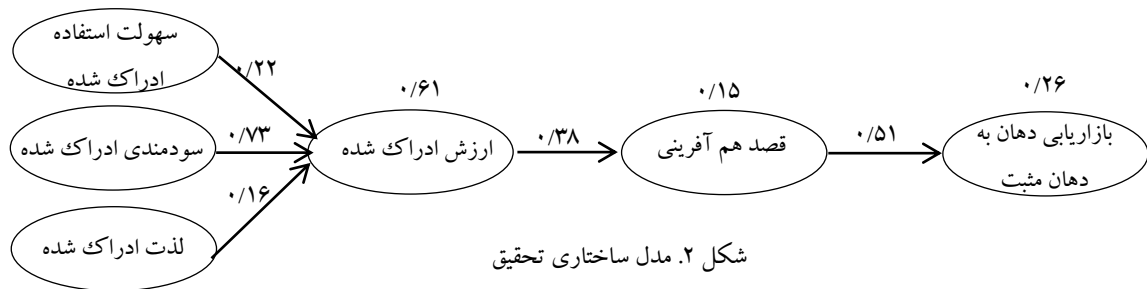 سهولت استفاده
ادراک شده
۰/۲۲
۰/۶۱
۰/۱۵
۰/۲۶
سودمندی ادراک شده
۰/۷۳
ارزش ادراک شده
۰/۳۸
قصد هم آفرینی
۰/۵۱
بازاریابی دهان به
دهان مثبت
۰/۱۶
لذت ادراک شده
شکل ۲. مدل ساختاری تحقیق